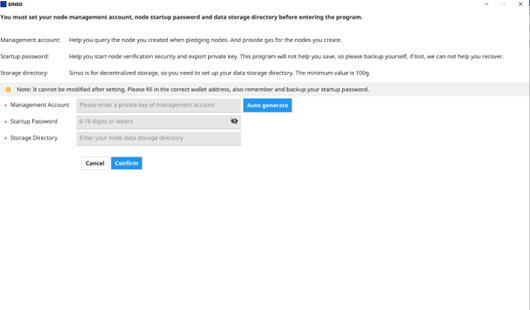 SINSO
You must set your node management account, node startup password and data storage directory before entering the program.
Management account: Help you query the node you created when pledging nodes. And provide gas for the nodes you create.
Startup password: Help you start node verification security and export private key. This program will not help you save, so please backup yourself, if lost, we can not help you recover.
Storage directory: Sinso is for decentralized storage, so you need to set up your data storage directory. The minimum value is 100g.
Note: It cannot be modified after setting. Please fill in the correct wallet address, also remember and backup your startup password.
Management Account Please enter a private key of management account Auto generate
Startup Password 6-16 digits or letters
Storage Directory Enter your node data storage directory
Cancel Confirm